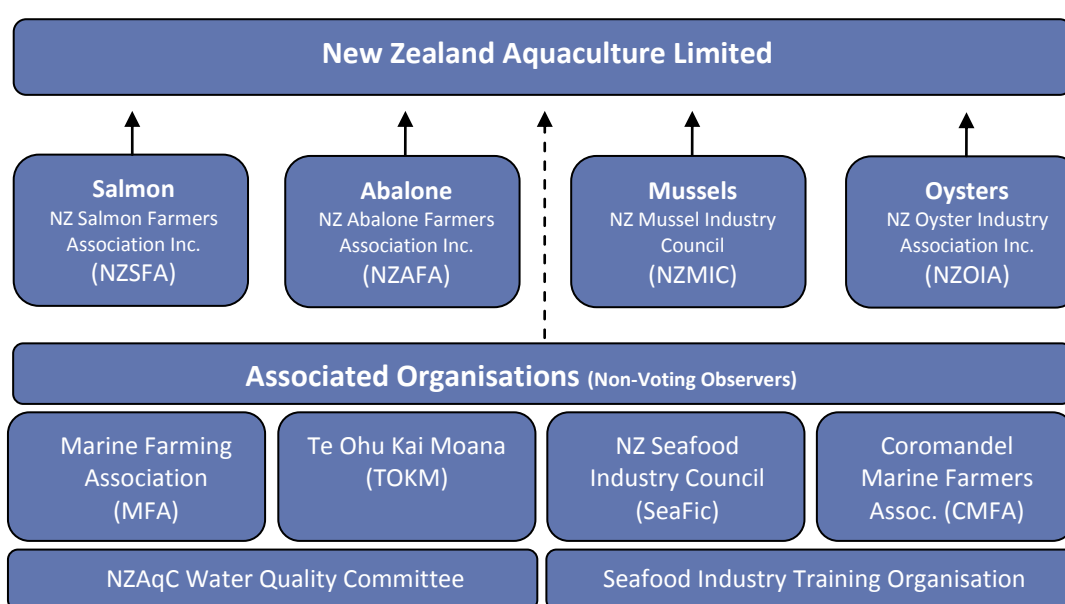 New Zealand Aquaculture Limited
Salmon
NZ Salmon Farmers
Association Inc.
(NZSFA)
Abalone
NZ Abalone Farmers
Association Inc.
(NZAFA)
Mussels
NZ Mussel Industry
Council
(NZMIC)
Oysters
NZ Oyster Industry
Association Inc.
(NZOIA)
Associated Organisations (Non-Voting Observers)
Marine Farming
Association
(MFA)
Te Ohu Kai Moana
(TOKM)
NZ Seafood
Industry Council
(SeaFic)
Coromandel
Marine Farmers
Assoc. (CMFA)
NZAqC Water Quality Committee
Seafood Industry Training Organisation